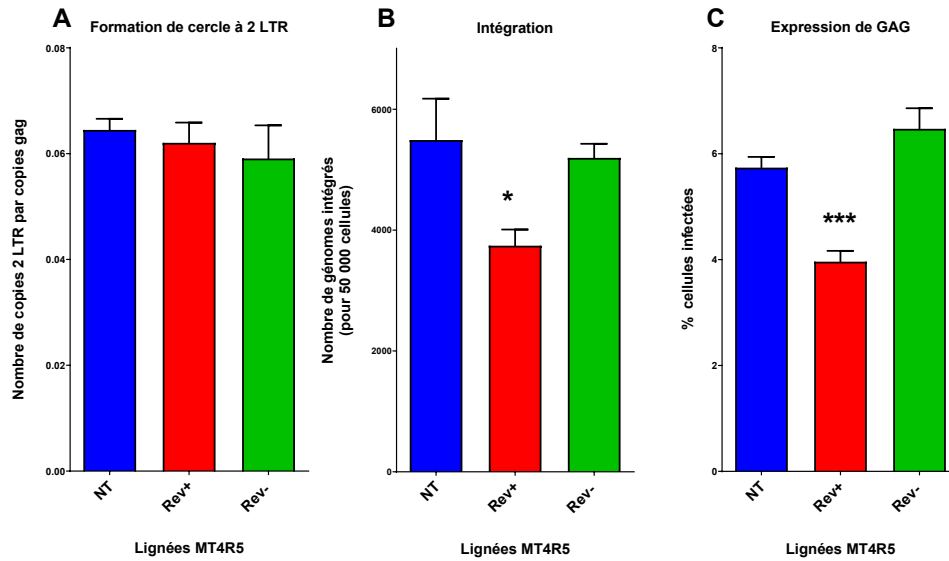 A
Formation de cercle à 2 LTR
Nombre de copies 2 LTR par copies gag
0.08
0.06
0.04
0.02
0.00
NT
Rev+
Rev-
Lignées MT4R5
B
Intégration
Nombre de génomes intégrés
(pour 50 000 cellules)
6000
4000
2000
0
*
NT
Rev+
Rev-
Lignées MT4R5
C
Expression de GAG
% cellules infectées
8
6
4
2
0
***
NT
Rev+
Rev-
Lignées MT4R5